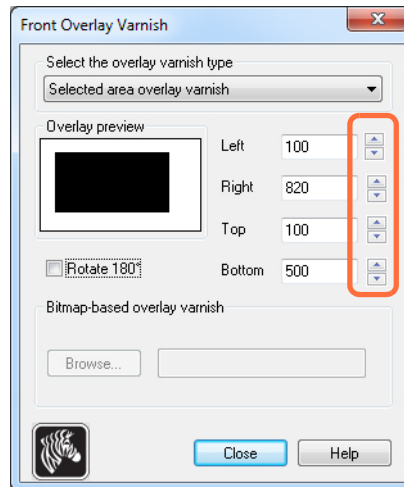 Front Overlay Varnish
Select the overlay varnish type
Selected area overlay varnish
Overlay preview
Left 100
Right 820
Top 100
Rotate 180° Bottom 500
Bitmap-based overlay varnish
Browse...
Close Help